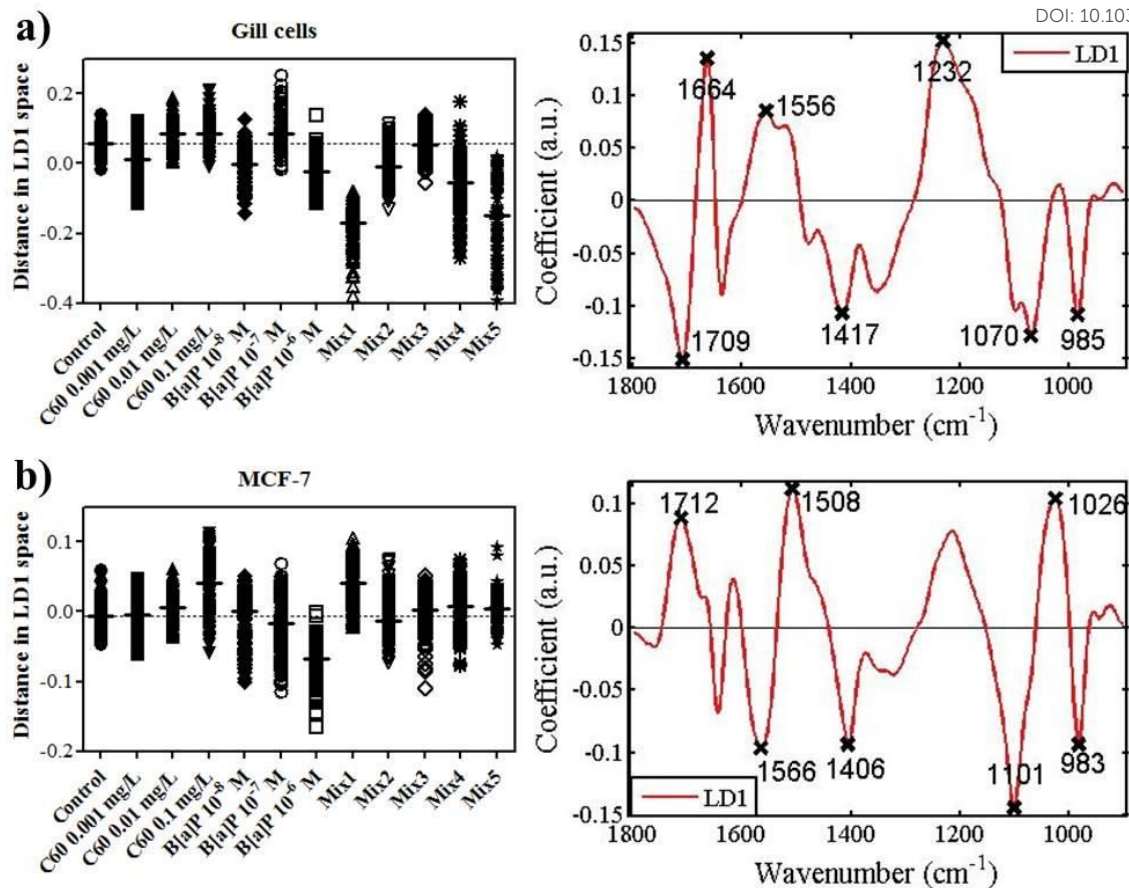 DOI: 10.103
a)
Gill cells
Distance in LD1 space
0.2
0.0
-0.2
-0.4
Control
C60 0.001 mg/L
C60 0.01 mg/L
C60 0.1 mg/L
B[a]P 10-8 M
B[a]P 10-7 M
B[a]P 10-6 M
Mix1
Mix2
Mix3
Mix4
Mix5
LD1
Coefficient (a.u.)
0.15
0.1
0.05
0
-0.05
-0.1
-0.15
1664
1556
1232
1709
1417
1070
985
1800
1600
1400
1200
1000
Wavenumber (cm-1)
b)
MCF-7
Distance in LD1 space
0.1
0.0
-0.1
-0.2
Control
C60 0.001 mg/L
C60 0.01 mg/L
C60 0.1 mg/L
B[a]P 10-8 M
B[a]P 10-7 M
B[a]P 10-6 M
Mix1
Mix2
Mix3
Mix4
Mix5
Coefficient (a.u.)
0.1
0.05
0
-0.05
-0.1
-0.15
1712
1508
1026
1566
1406
1101
983
LD1
1800
1600
1400
1200
1000
Wavenumber (cm-1)